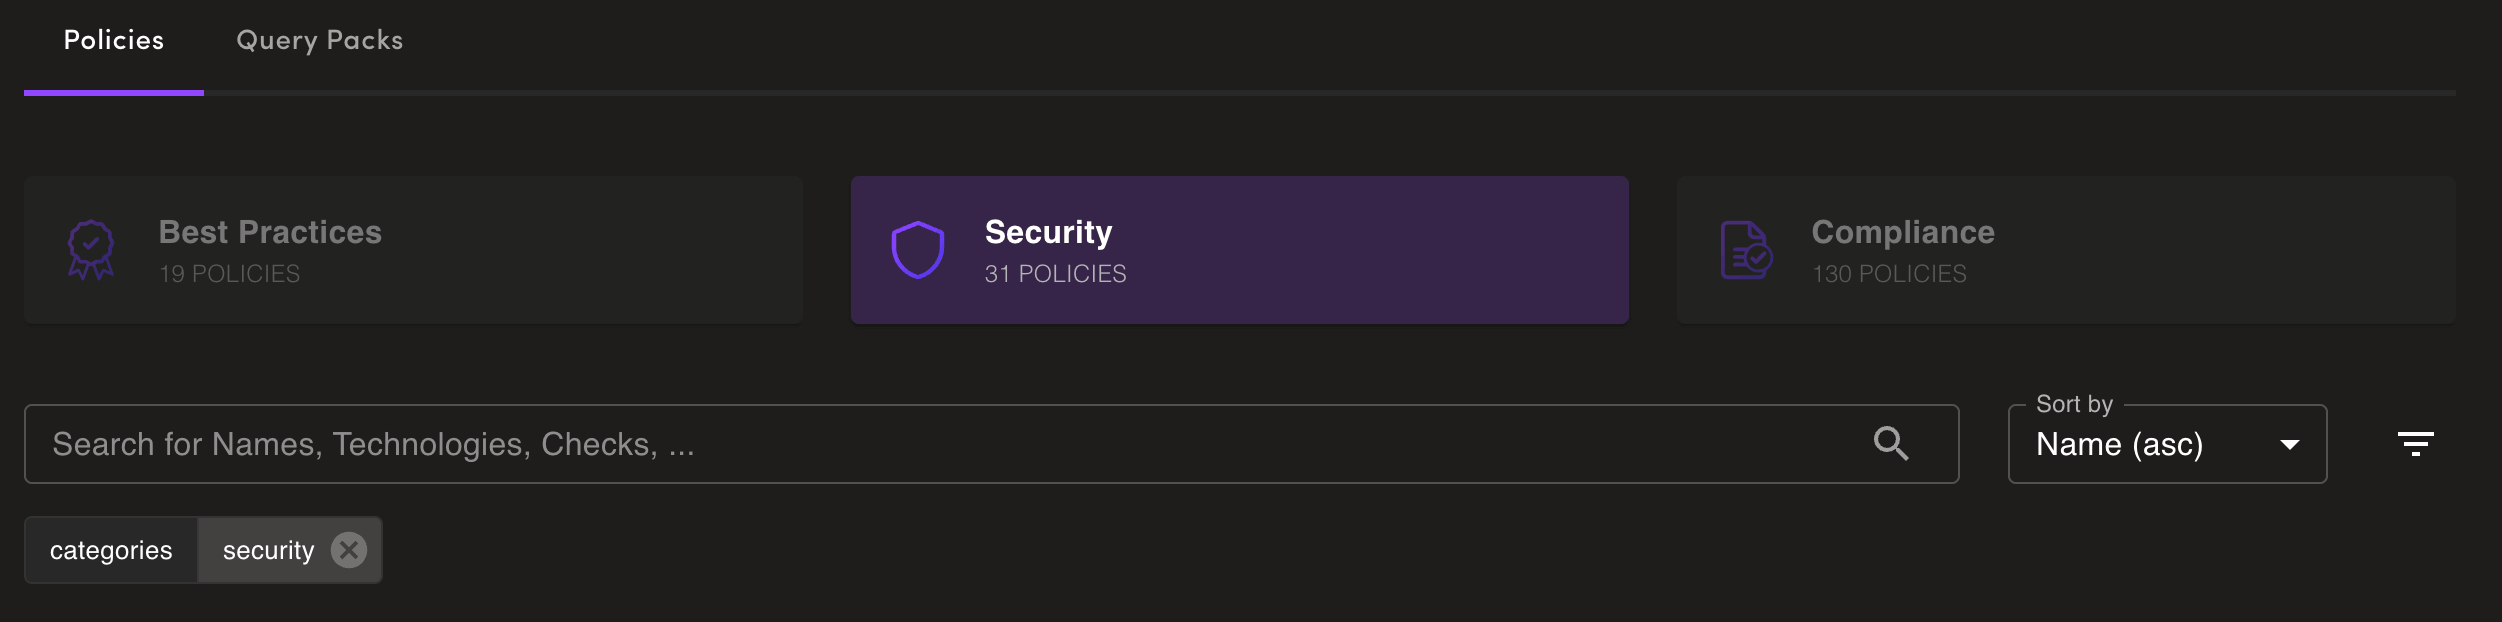 Policies
Query Packs
Best Practices
19 POLICIES
Security
31 POLICIES
Compliance
130 POLICIES
Search for Names, Technologies, Checks, ...
Sort by
Name (asc)
categories
security